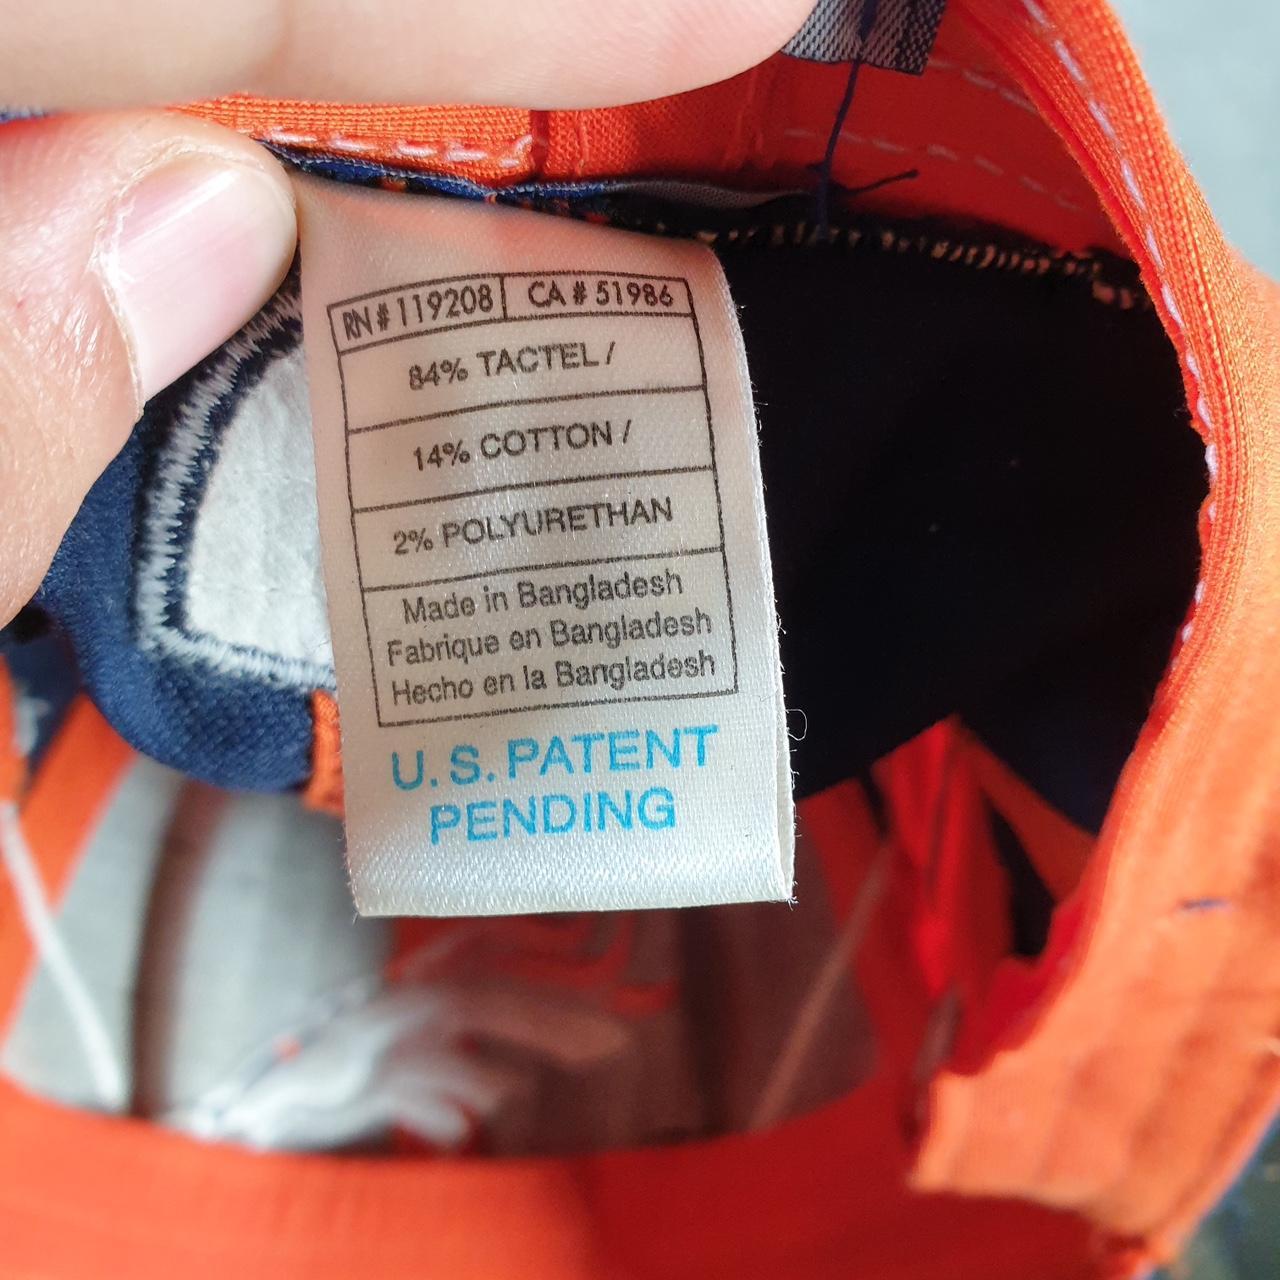 RN # 119208 CA # 51986
84% TACTEL /
14% COTTON /
2% POLYURETHAN
Made in Bangladesh
Fabrique en Bangladesh
Hecho en la Bangladesh
U.S. PATENT
PENDING